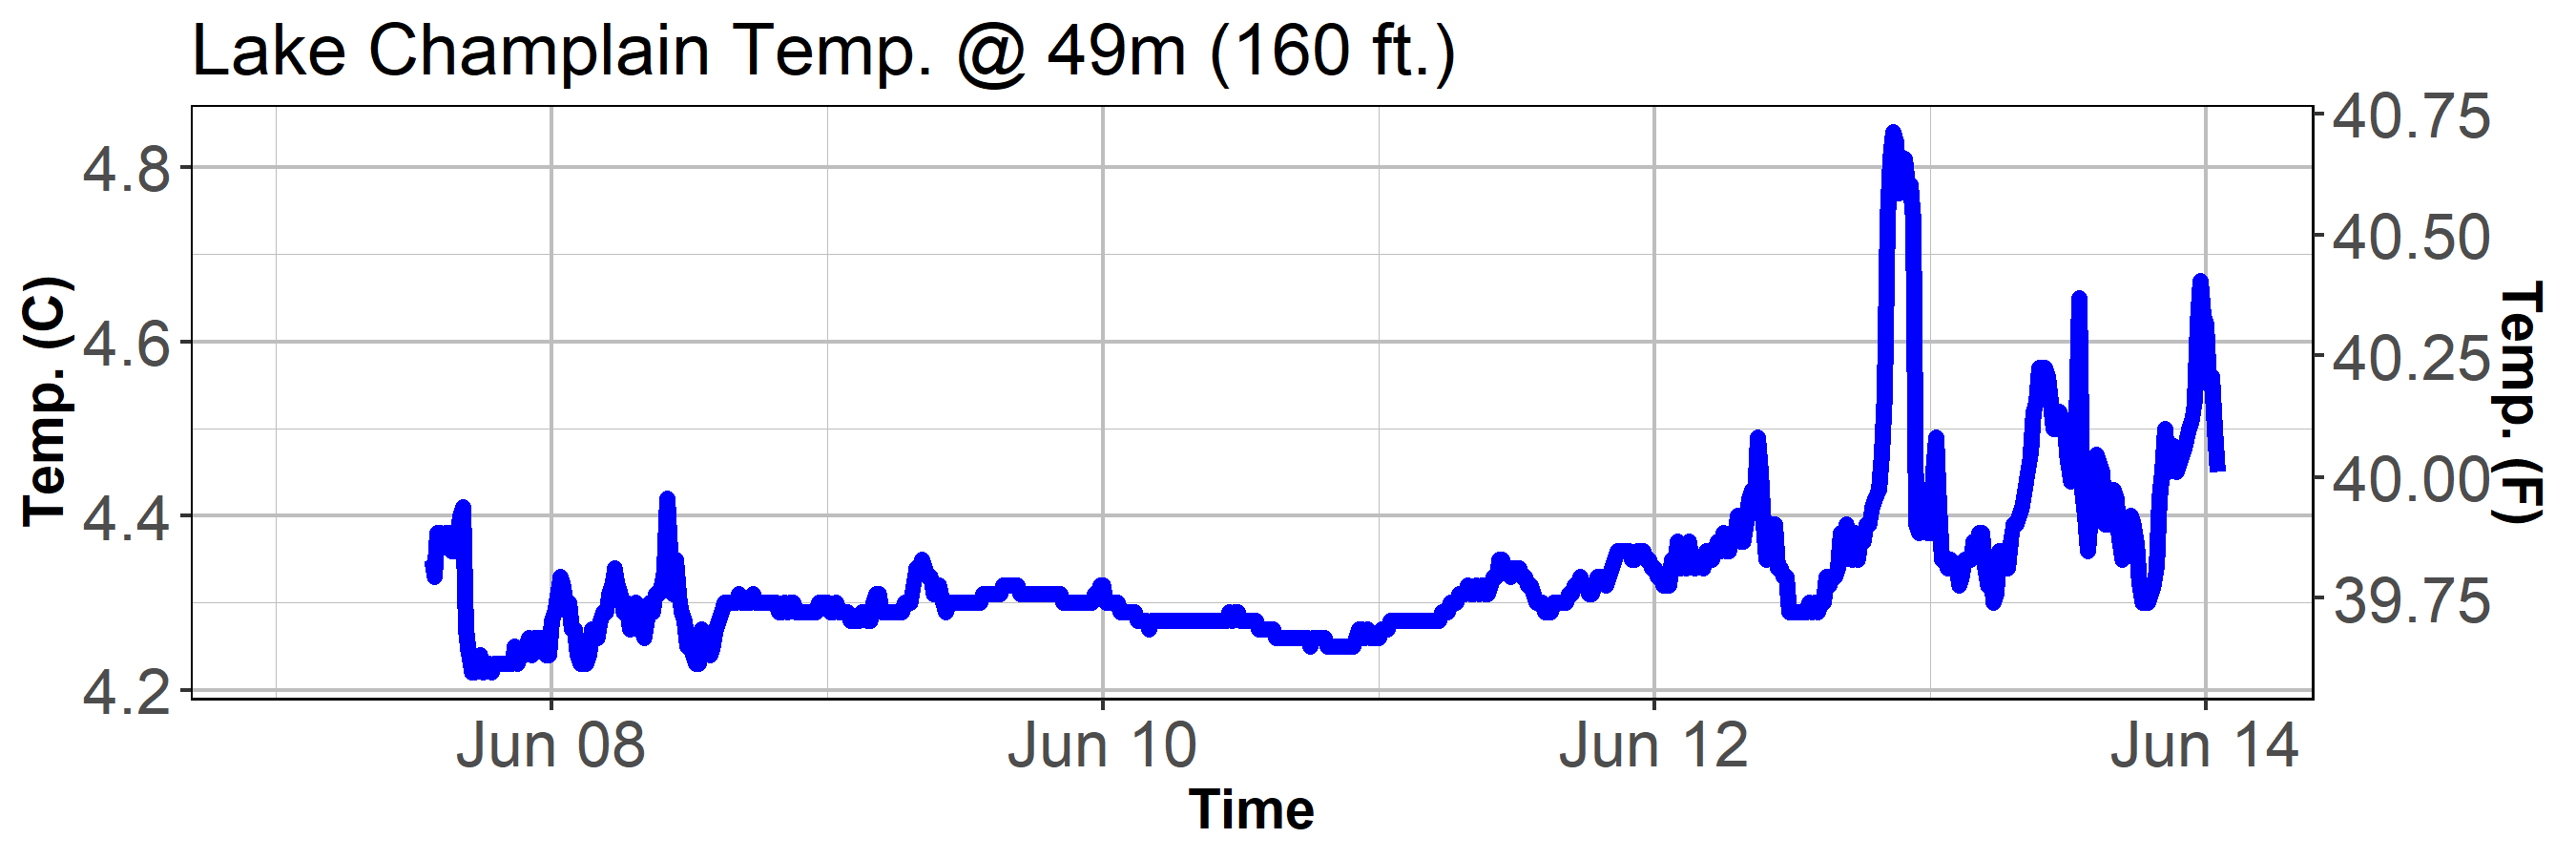 Lake Champlain Temp. @ 49m (160 ft.)
Temp. (C)
4.8
4.6
4.4
4.2
40.75
40.50
40.25
40.00
39.75
Temp. (F)
Jun 08
Jun 10
Jun 12
Jun 14
Time